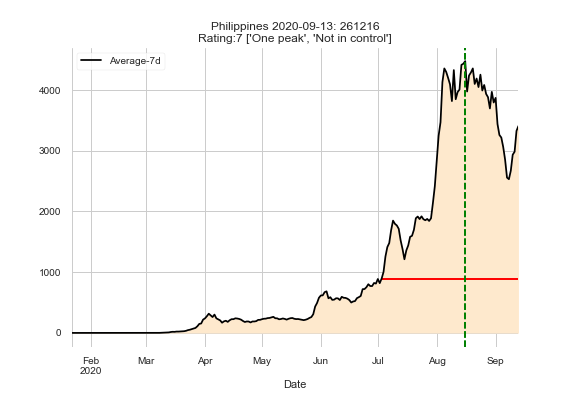 Philippines 2020-09-13: 261216
Rating:7 ['One peak', 'Not in control']
Average-7d
4000
3000
2000
1000
0
Feb Mar Apr May Jun Jul Aug Sep
2020
Date